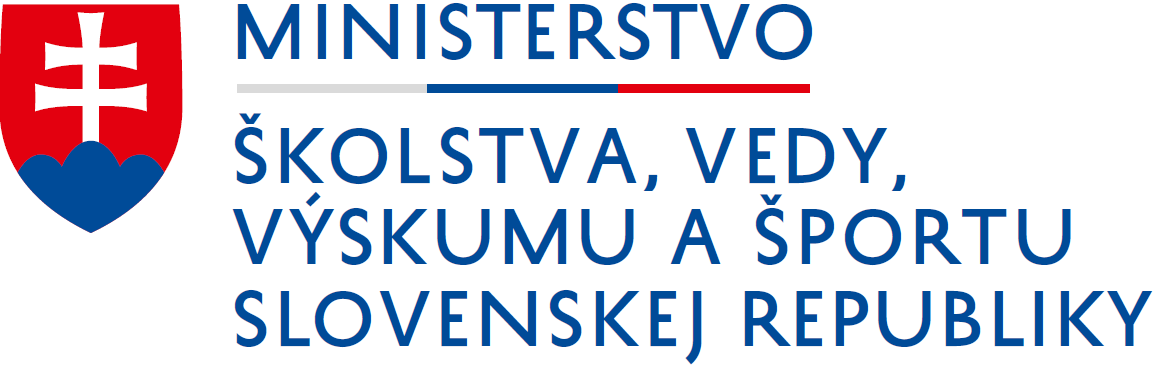 MINISTERSTVO
ŠKOLSTVA, VEDY,
VÝSKUMU A ŠPORTU
SLOVENSKEJ REPUBLIKY